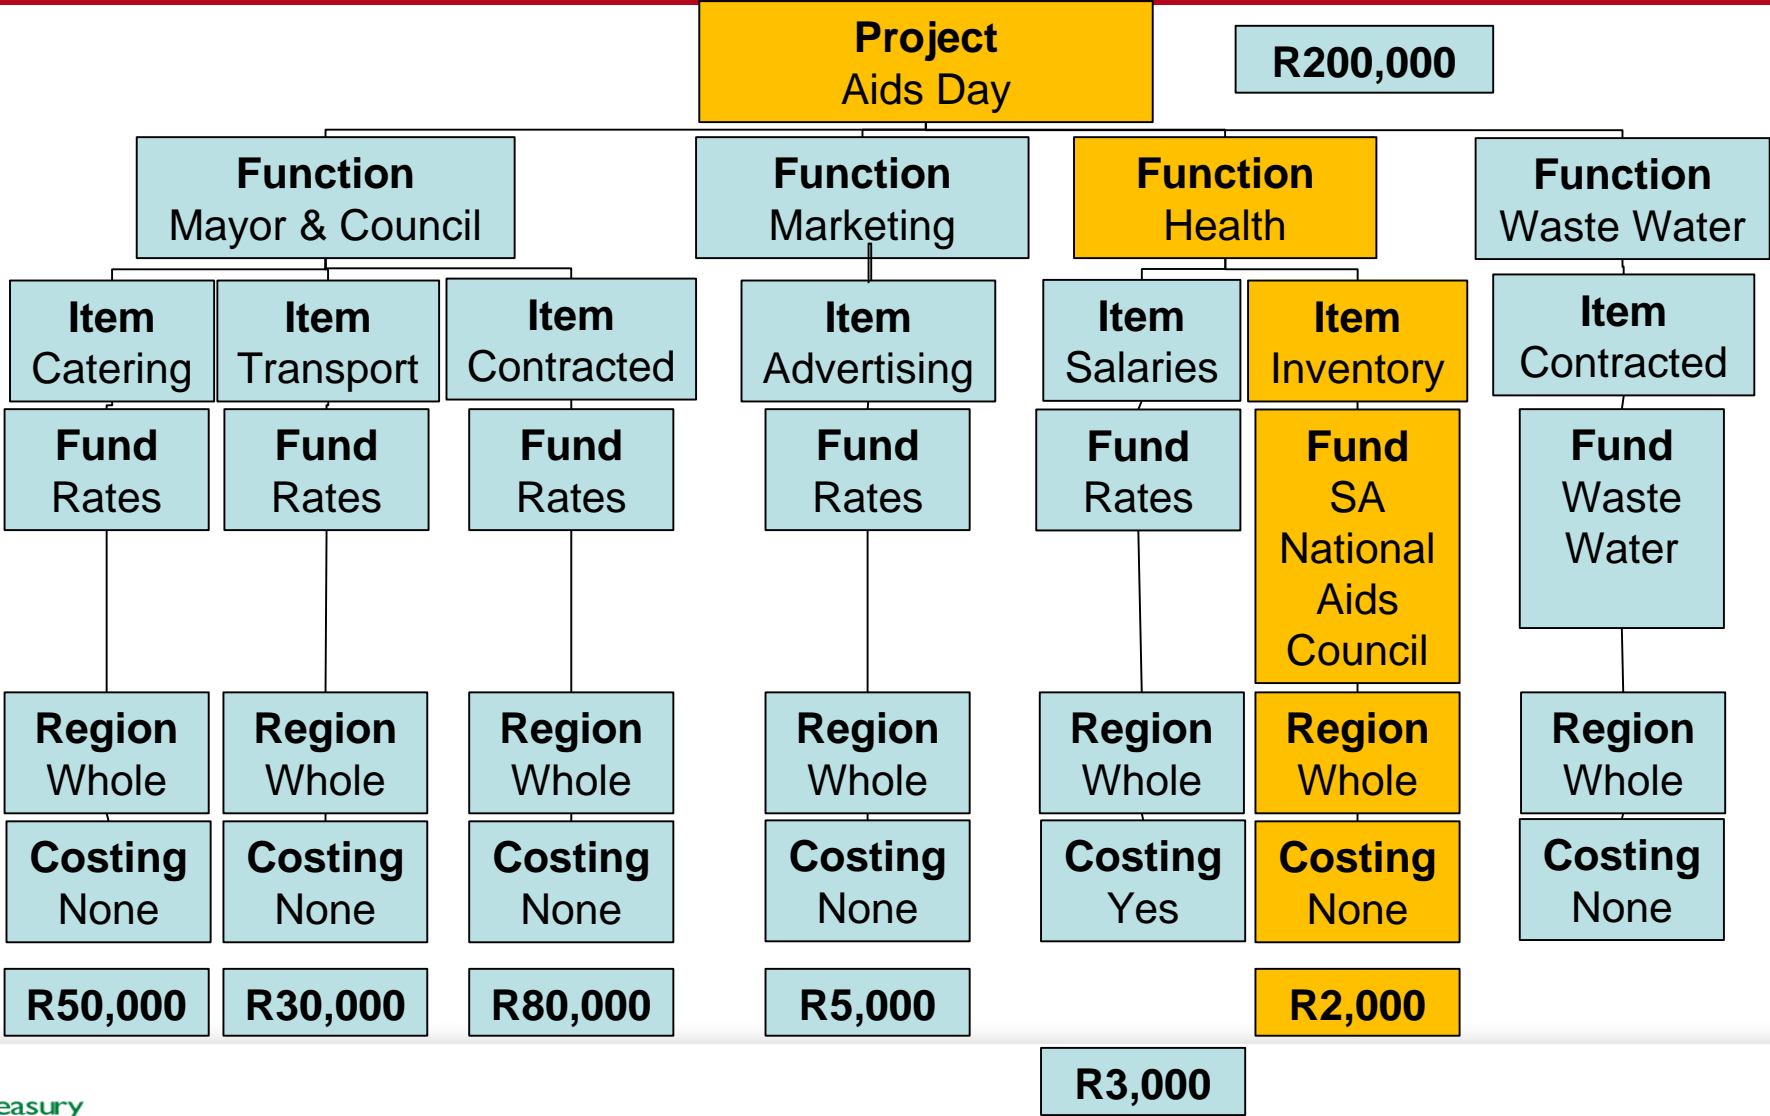 Project
Aids Day
R200,000
Function
Mayor & Council
Function
Marketing
Function
Health
Function
Waste Water
Item
Catering
Item
Transport
Item
Contracted
Item
Advertising
Item
Salaries
Item
Inventory
Item
Contracted
Fund
Rates
Fund
Rates
Fund
Rates
Fund
Rates
Fund
Rates
Fund
SA
National
Aids
Council
Fund
Waste
Water
Region
Whole
Region
Whole
Region
Whole
Region
Whole
Region
Whole
Region
Whole
Region
Whole
Costing
None
Costing
None
Costing
None
Costing
None
Costing
Yes
Costing
None
Costing
None
R50,000
R30,000
R80,000
R5,000
R2,000
R3,000
easury